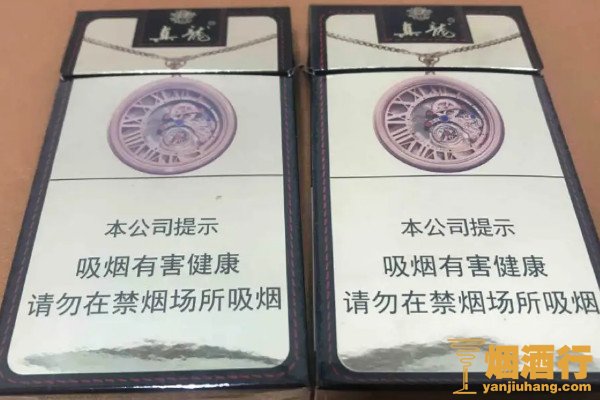 真龙
本公司提示
吸烟有害健康
请勿在禁烟场所吸烟
真龙
本公司提示
吸烟有害健康
请勿在禁烟场所吸烟
烟酒行
yanjiuhang.com